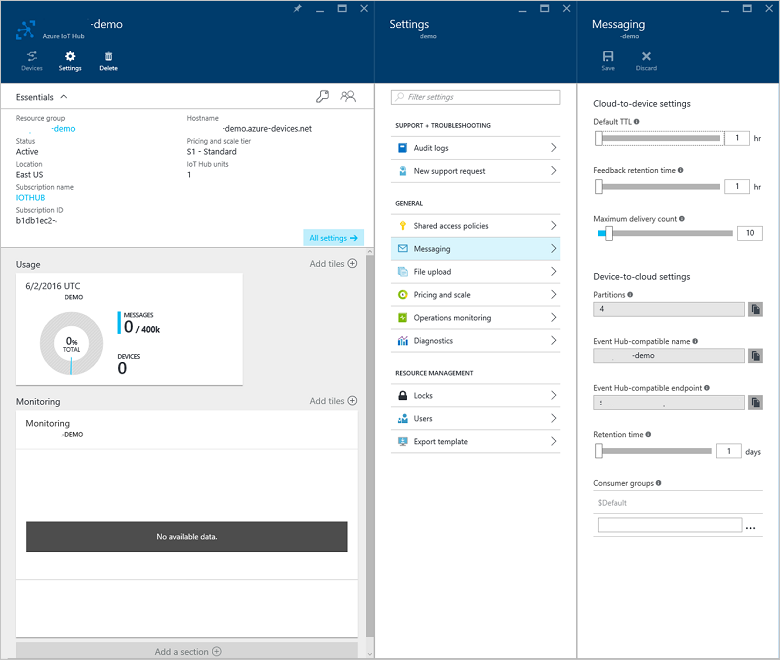 -demo
Azure IoT Hub
Devices
Settings
Delete
Essentials
Resource group
-demo
Status
Active
Location
East US
Subscription name
IOTHUB
Subscription ID
b1db1ec2-
Hostname
-demo.azure-devices.net
Pricing and scale tier
S1 - Standard
IoT Hub units
1
All settings →
Usage
Add tiles
6/2/2016 UTC
DEMO
0%
TOTAL
MESSAGES
0 / 400k
DEVICES
0
Monitoring
Add tiles
Monitoring
-DEMO
No available data.
Add a section
Settings
demo
Filter settings
SUPPORT + TROUBLESHOOTING
Audit logs
New support request
GENERAL
Shared access policies
Messaging
File upload
Pricing and scale
Operations monitoring
Diagnostics
RESOURCE MANAGEMENT
Locks
Users
Export template
Messaging
-demo
Save
Discard
Cloud-to-device settings
Default TTL
1 hr
Feedback retention time
1 hr
Maximum delivery count
10
Device-to-cloud settings
Partitions
4
Event Hub-compatible name
-demo
Event Hub-compatible endpoint
Retention time
1 days
Consumer groups
$Default
...